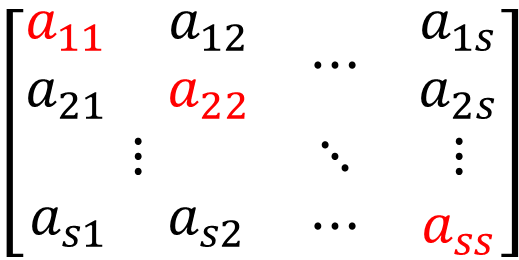 a₁₁ a₁₂ … a₁ₛ
a₂₁ a₂₂ a₂ₛ
⋮ ⋱ ⋮
aₛ₁ aₛ₂ … aₛₛ